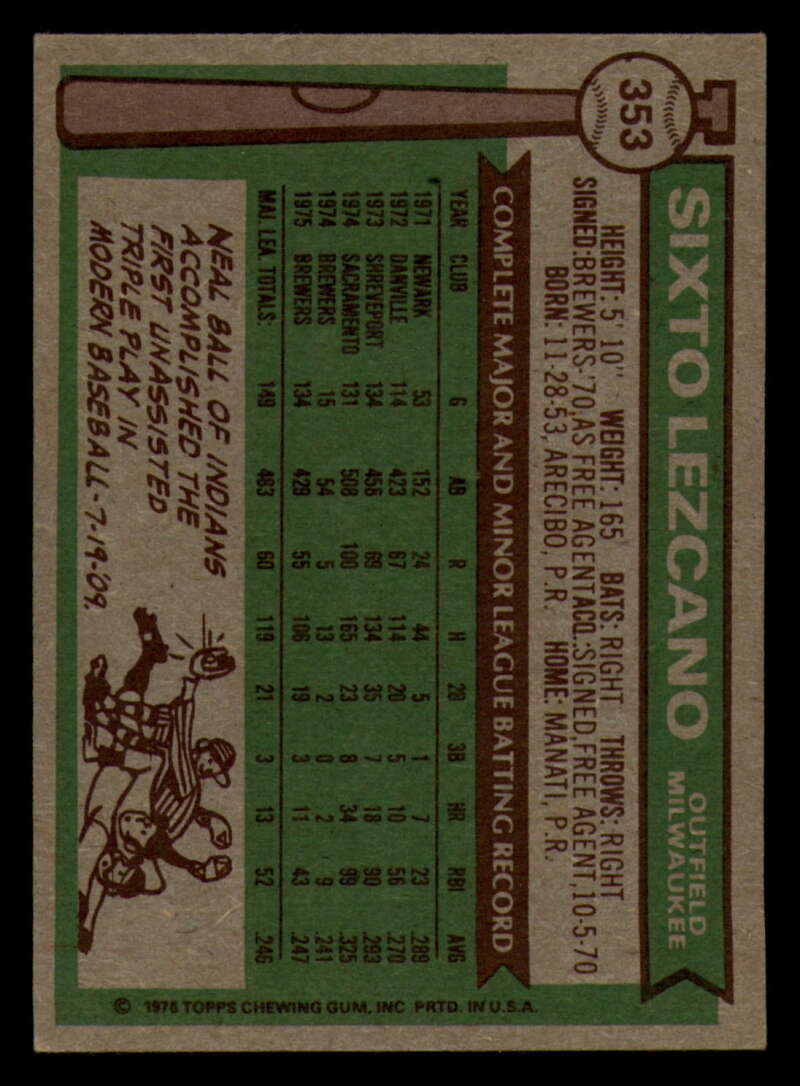 353
SIXTO LEZCANO
OUTFIELD
MILWAUKEE
HEIGHT: 5' 10" WEIGHT: 165 BATS: RIGHT THROWS: RIGHT
SIGNED: BREWERS-'70, AS FREE AGENT ACQ.: SIGNED, FREE AGENT, 10-5-70
BORN: 11-28-53, ARECIBO, P.R. HOME: MANATI, P.R.
COMPLETE MAJOR AND MINOR LEAGUE BATTING RECORD
YEAR CLUB G AB R H 2B 3B HR RBI AVG
1971 NEWARK 53 152 24 44 5 1 7 23 .289
1972 DANVILLE 114 423 67 114 20 5 10 56 .270
1973 SHREVEPORT 134 456 69 134 35 7 18 90 .293
1974 SACRAMENTO 131 508 100 165 23 8 34 99 .325
1974 BREWERS 15 54 5 13 2 0 2 9 .241
1975 BREWERS 134 429 55 106 19 3 11 43 .247
MAJ. LEA. TOTALS: 149 483 60 119 21 3 13 52 .246
NEAL BALL OF INDIANS
ACCOMPLISHED THE
FIRST UNASSISTED
TRIPLE PLAY IN
MODERN BASEBALL-7-19-'09.
© 1976 TOPPS CHEWING GUM, INC PRTD. IN U.S.A.